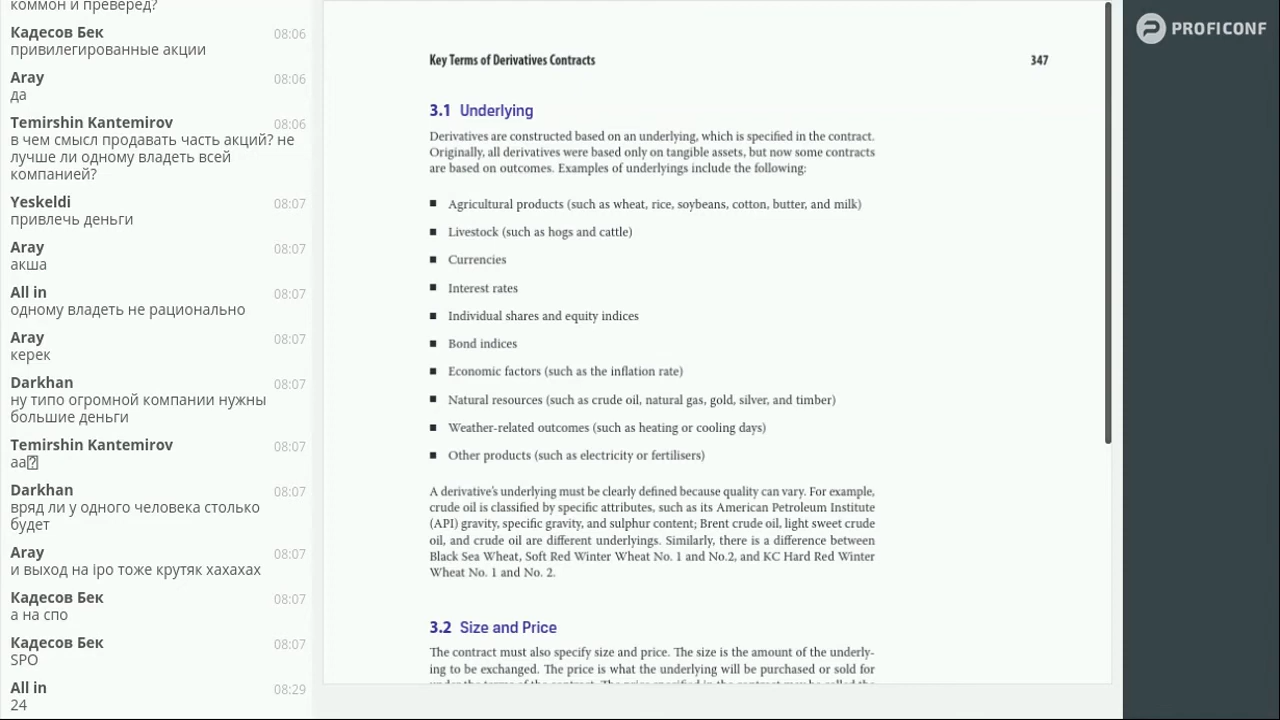 коммон и преверед?
Кадесов Бек 08:06
привилегированные акции
Aray 08:06
да
Temirshin Kantemirov 08:06
в чем смысл продавать часть акций? не
лучше ли одному владеть всей
компанией?
Yeskeldi 08:07
привлечь деньги
Aray 08:07
акша
All in 08:07
одному владеть не рационально
Aray 08:07
керек
Darkhan 08:07
ну типо огромной компании нужны
большие деньги
Temirshin Kantemirov 08:07
аа
Darkhan 08:07
вряд ли у одного человека столько
будет
Aray 08:07
и выход на ipo тоже крутяк хахахах
Кадесов Бек 08:07
а на спо
Кадесов Бек 08:07
SPO
All in 08:29
24
Key Terms of Derivatives Contracts 347
3.1 Underlying
Derivatives are constructed based on an underlying, which is specified in the contract.
Originally, all derivatives were based only on tangible assets, but now some contracts
are based on outcomes. Examples of underlyings include the following:
■ Agricultural products (such as wheat, rice, soybeans, cotton, butter, and milk)
■ Livestock (such as hogs and cattle)
■ Currencies
■ Interest rates
■ Individual shares and equity indices
■ Bond indices
■ Economic factors (such as the inflation rate)
■ Natural resources (such as crude oil, natural gas, gold, silver, and timber)
■ Weather-related outcomes (such as heating or cooling days)
■ Other products (such as electricity or fertilisers)
A derivative's underlying must be clearly defined because quality can vary. For example,
crude oil is classified by specific attributes, such as its American Petroleum Institute
(API) gravity, specific gravity, and sulphur content; Brent crude oil, light sweet crude
oil, and crude oil are different underlyings. Similarly, there is a difference between
Black Sea Wheat, Soft Red Winter Wheat No. 1 and No.2, and KC Hard Red Winter
Wheat No. 1 and No. 2.
3.2 Size and Price
The contract must also specify size and price. The size is the amount of the underly-
ing to be exchanged. The price is what the underlying will be purchased or sold for
PROFICONF